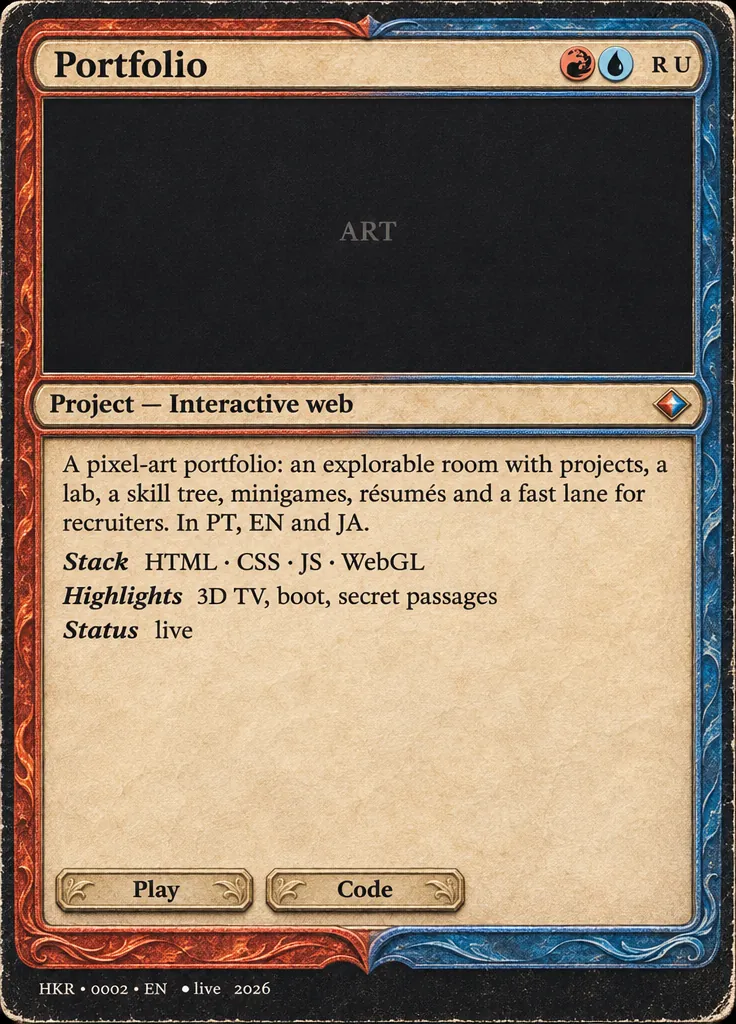 Portfolio
R U
ART
Project — Interactive web
A pixel-art portfolio: an explorable room with projects, a
lab, a skill tree, minigames, résumés and a fast lane for
recruiters. In PT, EN and JA.
Stack HTML · CSS · JS · WebGL
Highlights 3D TV, boot, secret passages
Status live
Play
Code
HKR • 0002 • EN • live 2026